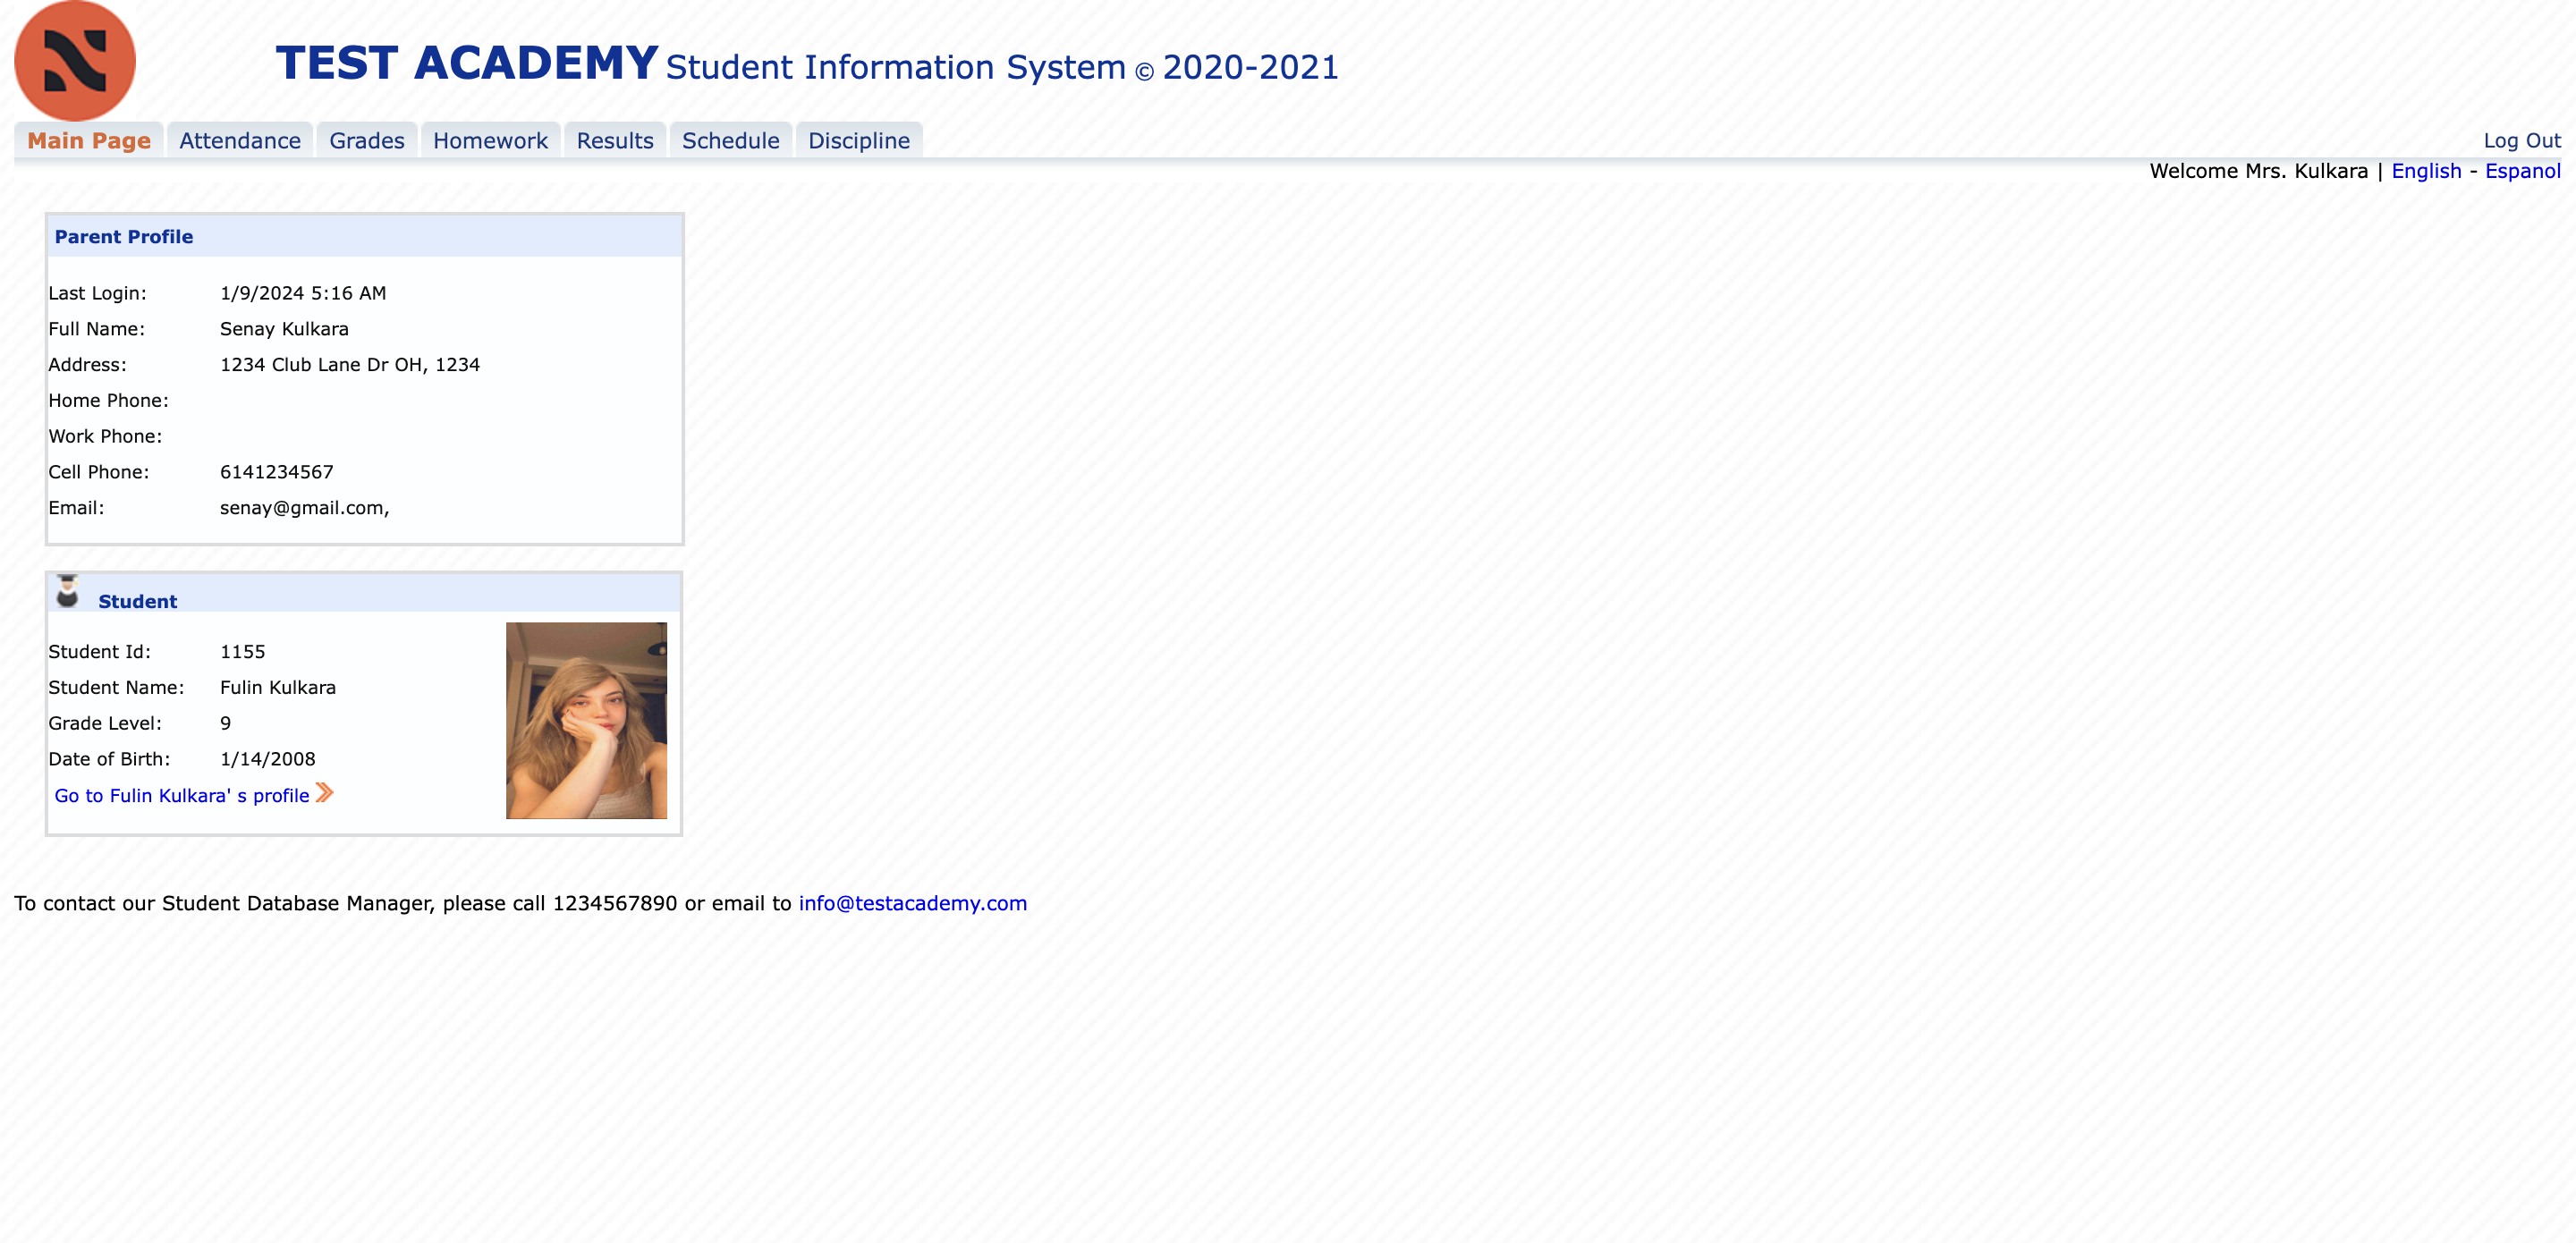 TEST ACADEMY Student Information System © 2020-2021
Main Page Attendance Grades Homework Results Schedule Discipline Log Out
Welcome Mrs. Kulkara | English - Espanol
Parent Profile
Last Login: 1/9/2024 5:16 AM
Full Name: Senay Kulkara
Address: 1234 Club Lane Dr OH, 1234
Home Phone:
Work Phone:
Cell Phone: 6141234567
Email: senay@gmail.com,
Student
Student Id: 1155
Student Name: Fulin Kulkara
Grade Level: 9
Date of Birth: 1/14/2008
Go to Fulin Kulkara' s profile
To contact our Student Database Manager, please call 1234567890 or email to info@testacademy.com